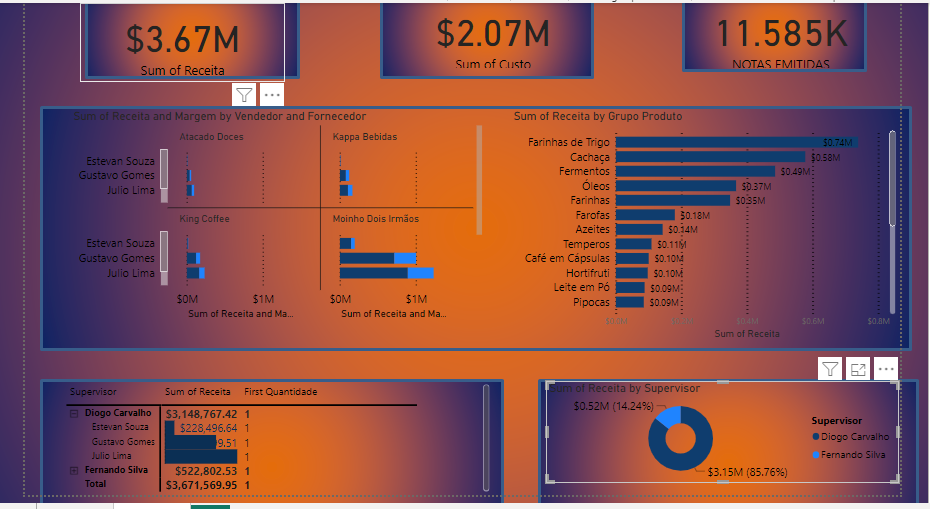 $3.67M
Sum of Receita
$2.07M
Sum of Custo
11.585K
NOTAS EMITIDAS
Sum of Receita and Margem by Vendedor and Fornecedor
Atacado Doces
Kappa Bebidas
Estevan Souza
Gustavo Gomes
Julio Lima
King Coffee
Moinho Dois Irmãos
Estevan Souza
Gustavo Gomes
Julio Lima
$0M $1M $0M $1M
Sum of Receita and Ma... Sum of Receita and Ma...
Sum of Receita by Grupo Produto
Farinhas de Trigo $0.74M
Cachaça $0.58M
Fermentos $0.49M
Óleos $0.37M
Farinhas $0.35M
Farofas $0.18M
Azeites $0.14M
Temperos $0.11M
Café em Cápsulas $0.10M
Hortifruti $0.10M
Leite em Pó $0.09M
Pipocas $0.09M
$0.0M $0.2M $0.4M $0.6M $0.8M
Sum of Receita
Supervisor Sum of Receita First Quantidade
Diogo Carvalho $3,148,767.42 1
Estevan Souza $228,496.64 1
Gustavo Gomes 9.51 1
Julio Lima 1
Fernando Silva $522,802.53 1
Total $3,671,569.95 1
Sum of Receita by Supervisor
$0.52M (14.24%)
$3.15M (85.76%)
Supervisor
Diogo Carvalho
Fernando Silva